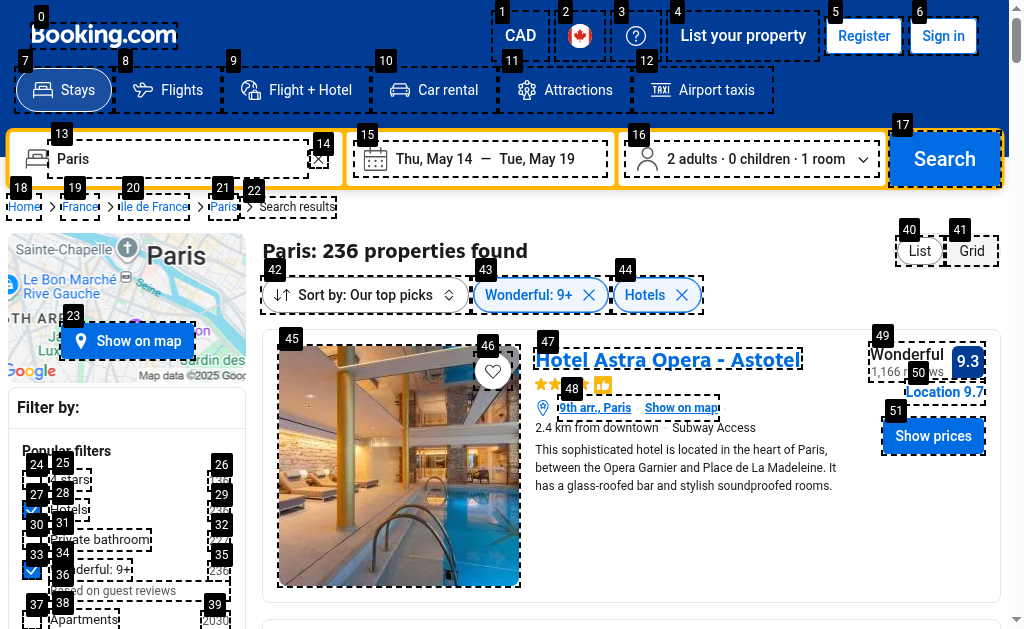 0
Booking.com
1
CAD
2
3
4
List your property
5
Register
6
Sign in
7
Stays
8
Flights
9
Flight + Hotel
10
Car rental
11
Attractions
12
Airport taxis
13
Paris
14
15
Thu, May 14 — Tue, May 19
16
2 adults · 0 children · 1 room
17
Search
18
Home
19
France
20
Ile de France
21
Paris
22
Search results
Sainte-Chapelle
Paris
Le Bon Marché
Rive Gauche
Seine
23
Show on map
Jardin des
Google
Map data ©2025 Goo
Paris: 236 properties found
40
List
41
Grid
42
Sort by: Our top picks
43
Wonderful: 9+
44
Hotels
Filter by:
Popular filters
24
25
4 stars
26
27
28
Hotels
29
236
30
31
Private bathroom
32
227
33
34
Wonderful: 9+
35
236
36
Based on guest reviews
37
38
Apartments
39
2030
45
46
47
Hotel Astra Opera - Astotel
48
9th arr., Paris
Show on map
2.4 km from downtown · Subway Access
This sophisticated hotel is located in the heart of Paris,
between the Opera Garnier and Place de La Madeleine. It
has a glass-roofed bar and stylish soundproofed rooms.
49
Wonderful
1,166 reviews
9.3
50
Location 9.7
51
Show prices